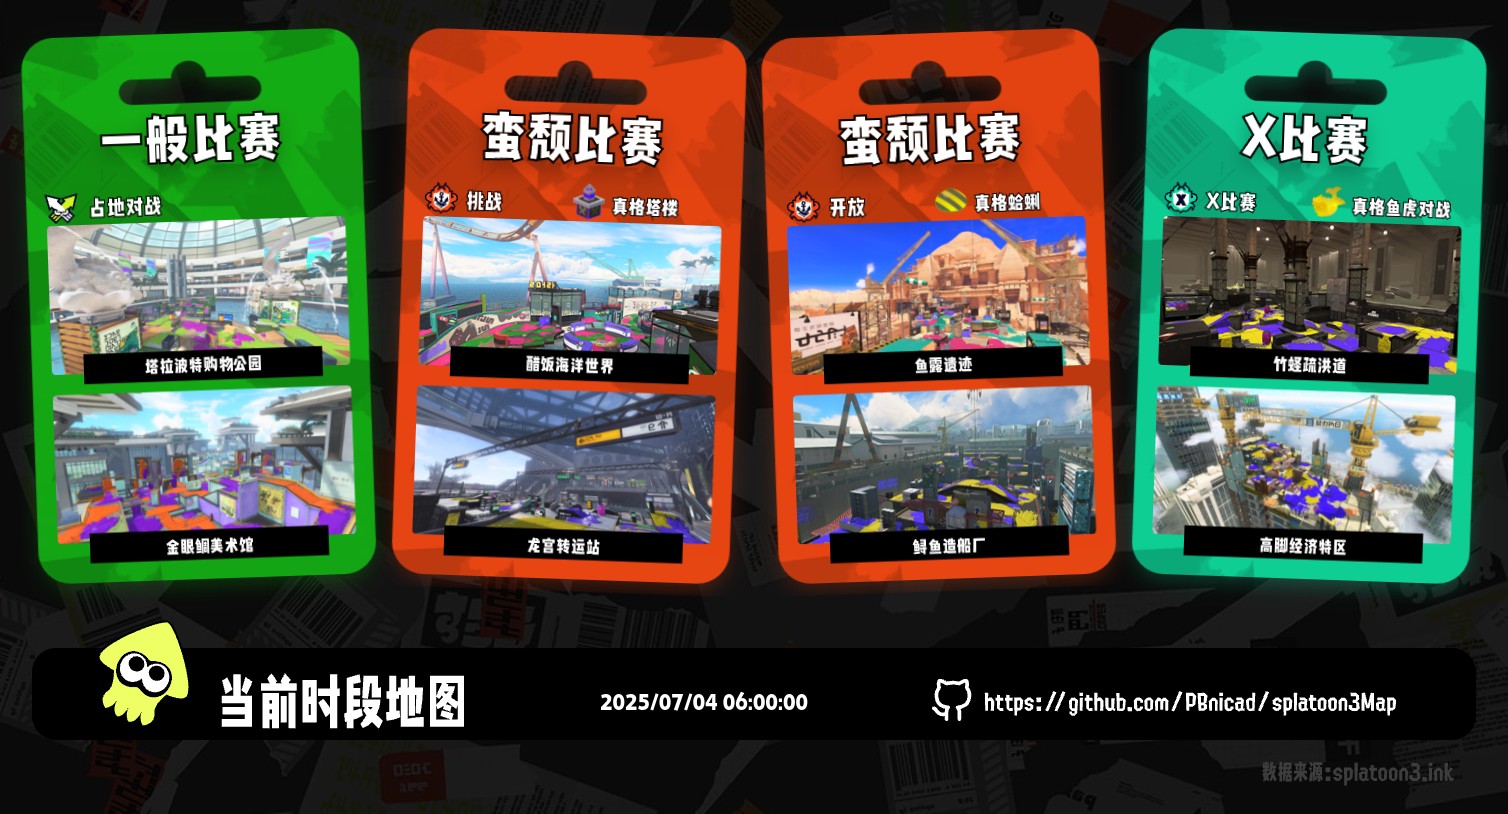 一般比赛
占地对战
塔拉波特购物公园
金眼鲷美术馆
蛮颓比赛
挑战
真格塔楼
醋饭海洋世界
龙宫转运站
蛮颓比赛
开放
真格蛤蜊
鱼露遗迹
鲟鱼造船厂
X比赛
X比赛
真格鱼虎对战
竹蛏疏洪道
高脚经济特区
当前时段地图
2025/07/04 06:00:00
https://github.com/PBnicad/splatoon3Map
数据来源:splatoon3.ink